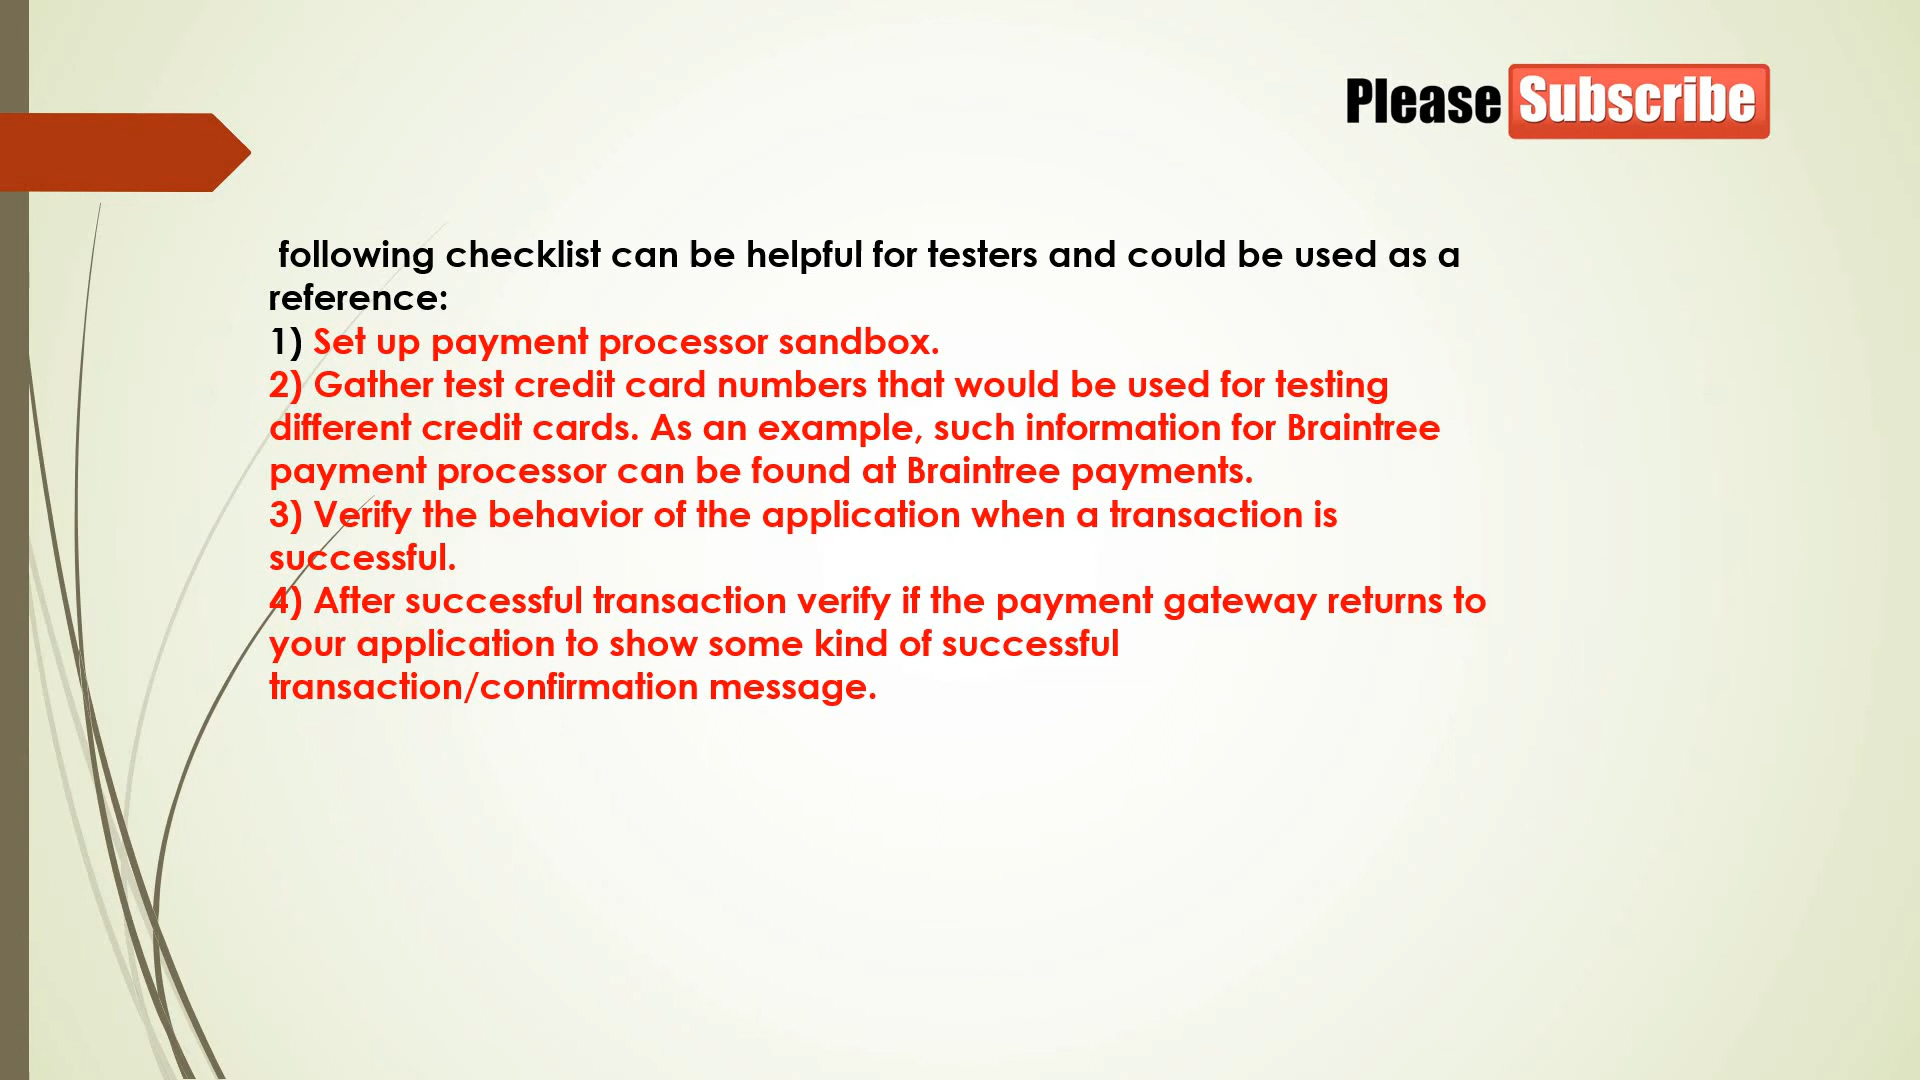 Please Subscribe
following checklist can be helpful for testers and could be used as a
reference:
1) Set up payment processor sandbox.
2) Gather test credit card numbers that would be used for testing
different credit cards. As an example, such information for Braintree
payment processor can be found at Braintree payments.
3) Verify the behavior of the application when a transaction is
successful.
4) After successful transaction verify if the payment gateway returns to
your application to show some kind of successful
transaction/confirmation message.